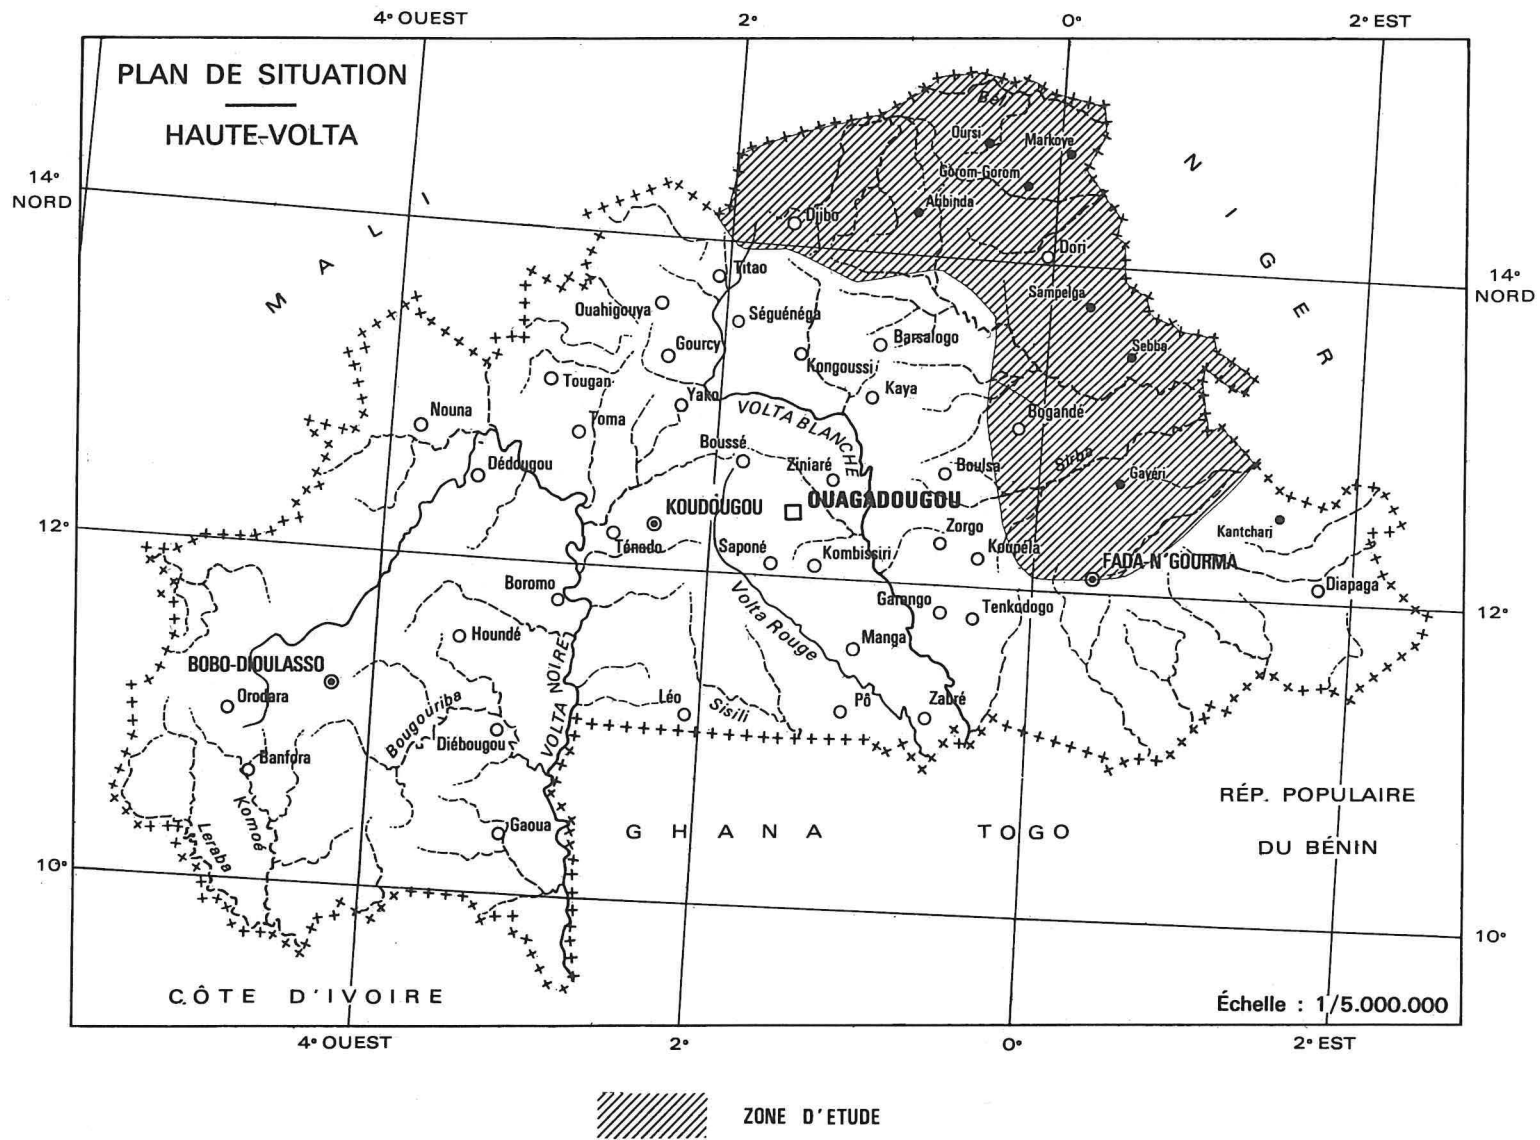 4° OUEST
2°
0°
2° EST
PLAN DE SITUATION
HAUTE-VOLTA
14°
NORD
MALI
NIGER
Béli
Oursi
Markoye
Gorom-Gorom
Aribinda
Djibo
Dori
14°
NORD
Titao
Sampelga
Ouahigouya
Séguénéga
Barsalogo
Sebba
Gourcy
Kongoussi
Tougan
Kaya
Yako
VOLTA BLANCHE
Nouna
Toma
Bogandé
Boussé
Sirba
Dédougou
Ziniaré
Boulsa
Gayéri
KOUDOUGOU
OUAGADOUGOU
12°
Kantchari
Ténado
Saponé
Kombissiri
Zorgo
Koupéla
FADA-N'GOURMA
Diapaga
Boromo
Volta Rouge
Garango
Tenkodogo
12°
Houndé
Manga
BOBO-DIOULASSO
VOLTA NOIRE
Orodara
Bougouriba
Léo
Sisili
Pô
Zabré
Diébougou
Banfora
Komoé
RÉP. POPULAIRE
DU BÉNIN
Leraba
Gaoua
GHANA
TOGO
10°
10°
CÔTE D'IVOIRE
Échelle : 1/5.000.000
4° OUEST
2°
0°
2° EST
ZONE D'ETUDE